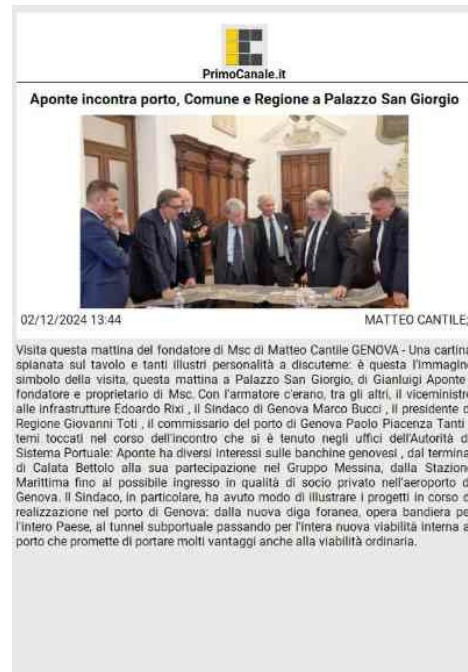 PrimoCanale.it
Aponte incontra porto, Comune e Regione a Palazzo San Giorgio
02/12/2024 13:44 MATTEO CANTILE;
Visita questa mattina del fondatore di Msc di Matteo Cantile GENOVA - Una cartina
spianata sul tavolo e tanti illustri personalità a discuterne: è questa l'immagine
simbolo della visita, questa mattina a Palazzo San Giorgio, di Gianluigi Aponte ,
fondatore e proprietario di Msc. Con l'armatore c'erano, tra gli altri, il viceministro
alle infrastrutture Edoardo Rixi , il Sindaco di Genova Marco Bucci , il presidente d
Regione Giovanni Toti , il commissario del porto di Genova Paolo Piacenza Tanti i
temi toccati nel corso dell'incontro che si è tenuto negli uffici dell'Autorità d
Sistema Portuale: Aponte ha diversi interessi sulle banchine genovesi , dal termina
di Calata Bettolo alla sua partecipazione nel Gruppo Messina, dalla Stazione
Marittima fino al possibile ingresso in qualità di socio privato nell'aeroporto d
Genova. Il Sindaco, in particolare, ha avuto modo di illustrare i progetti in corso d
realizzazione nel porto di Genova: dalla nuova diga foranea, opera bandiera pe
l'intero Paese, al tunnel subportuale passando per l'intera nuova viabilità interna a
porto che promette di portare molti vantaggi anche alla viabilità ordinaria.